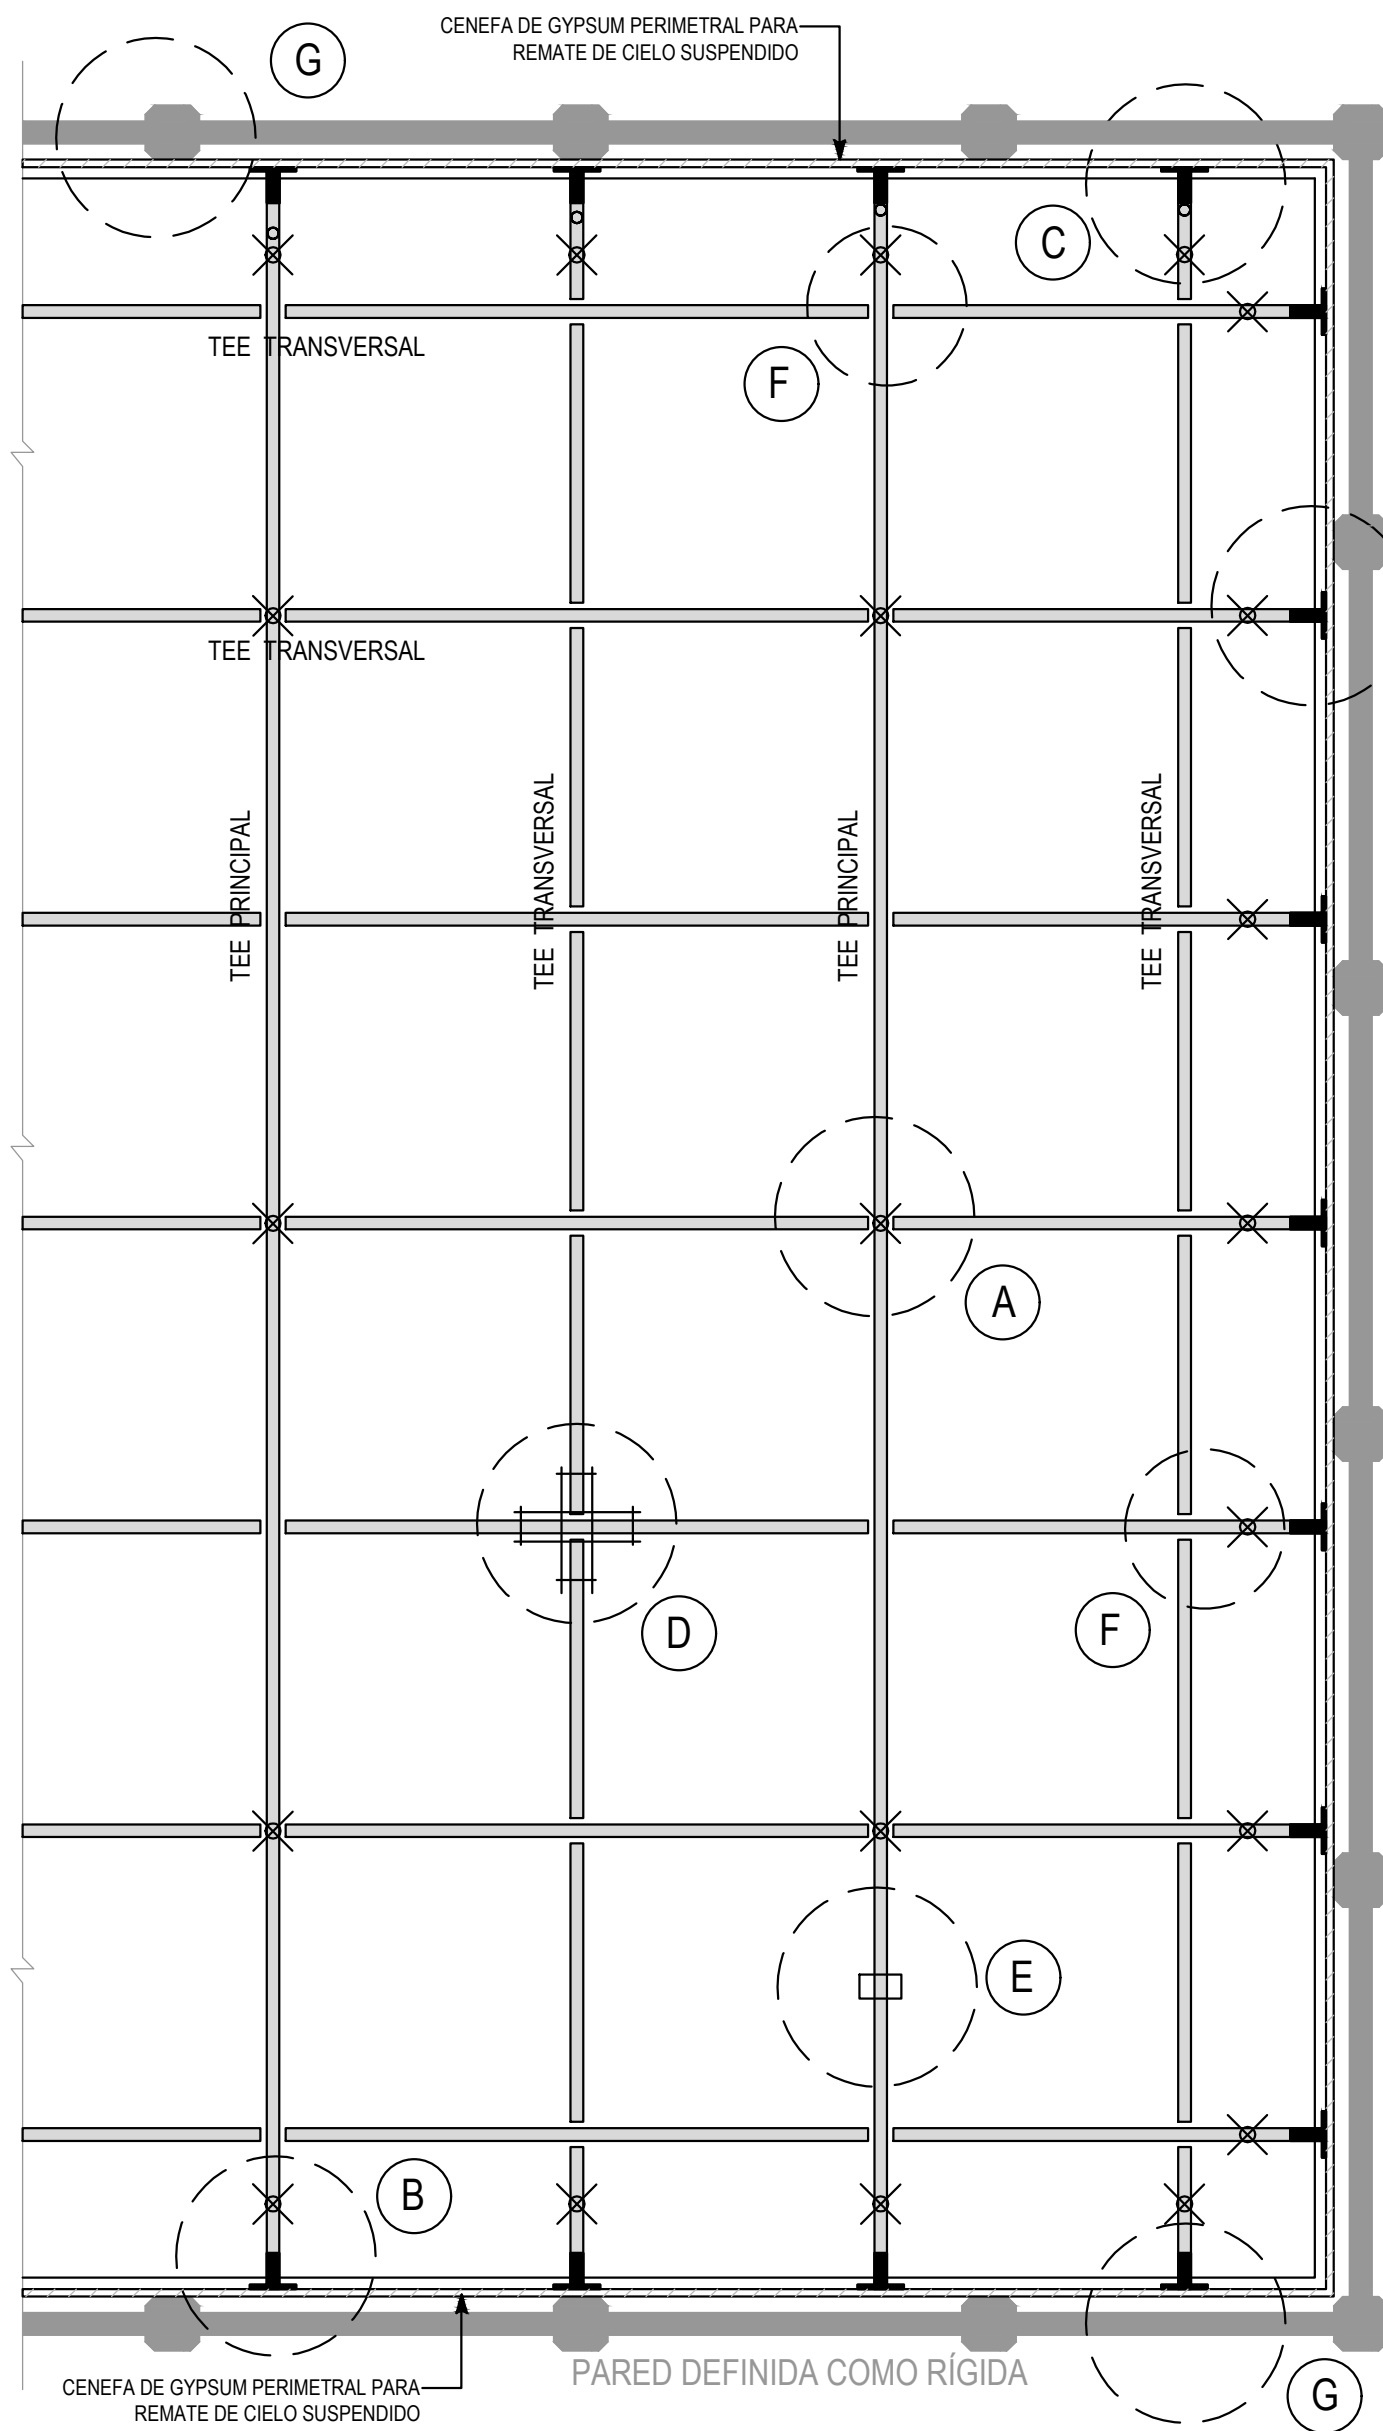 CENEFA DE GYPSUM PERIMETRAL PARA
REMATE DE CIELO SUSPENDIDO
G
C
TEE TRANSVERSAL
F
TEE TRANSVERSAL
TEE PRINCIPAL
TEE TRANSVERSAL
TEE PRINCIPAL
TEE TRANSVERSAL
A
D
F
E
B
PARED DEFINIDA COMO RÍGIDA
CENEFA DE GYPSUM PERIMETRAL PARA
REMATE DE CIELO SUSPENDIDO
G